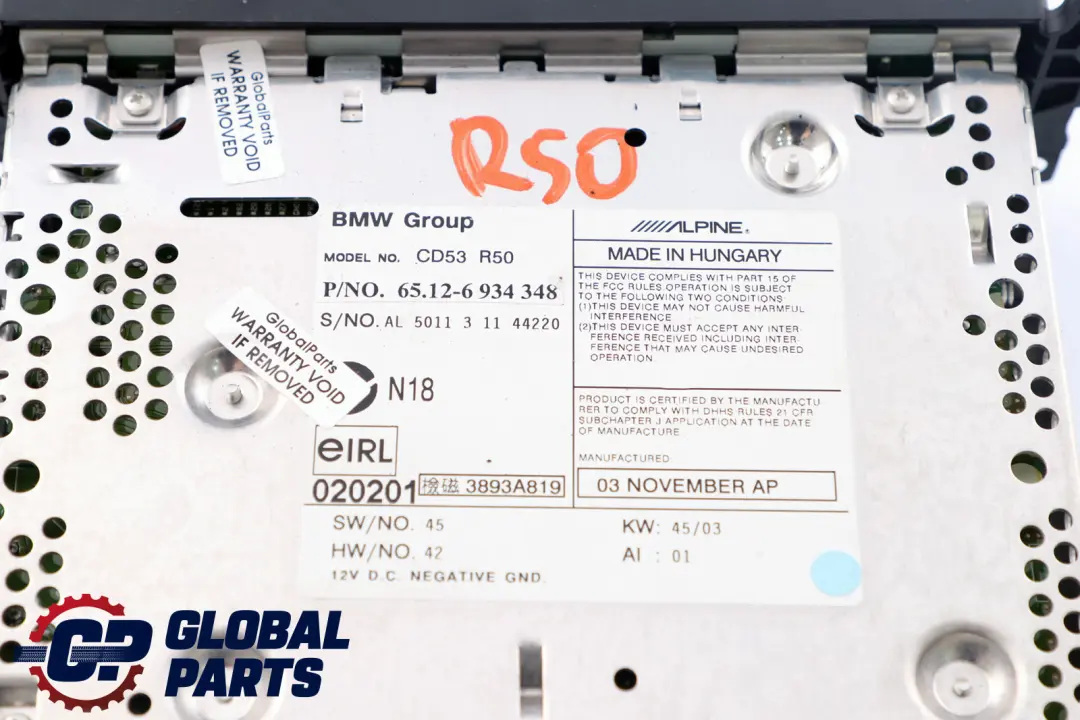 GlobalParts
WARRANTY VOID
IF REMOVED
R50
BMW Group
MODEL NO. CD53 R50
P/NO. 65.12-6 934 348
S/NO. AL 5011 3 11 44220
GlobalParts
WARRANTY VOID
IF REMOVED
N18
eIRL
020201
檢磁 3893A819
ALPINE®
MADE IN HUNGARY
THIS DEVICE COMPLIES WITH PART 15 OF
THE FCC RULES.OPERATION IS SUBJECT
TO THE FOLLOWING TWO CONDITIONS:
(1)THIS DEVICE MAY NOT CAUSE HARMFUL
INTERFERENCE
(2)THIS DEVICE MUST ACCEPT ANY INTER-
FERENCE RECEIVED INCLUDING INTER-
FERENCE THAT MAY CAUSE UNDESIRED
OPERATION
PRODUCT IS CERTIFIED BY THE MANUFACTU-
RER TO COMPLY WITH DHHS RULES 21 CFR
SUBCHAPTER J APPLICATION AT THE DATE
OF MANUFACTURE
MANUFACTURED
03 NOVEMBER AP
SW/NO. 45
KW: 45/03
HW/NO. 42
AI : 01
12V D.C. NEGATIVE GND.
GP GLOBAL
PARTS